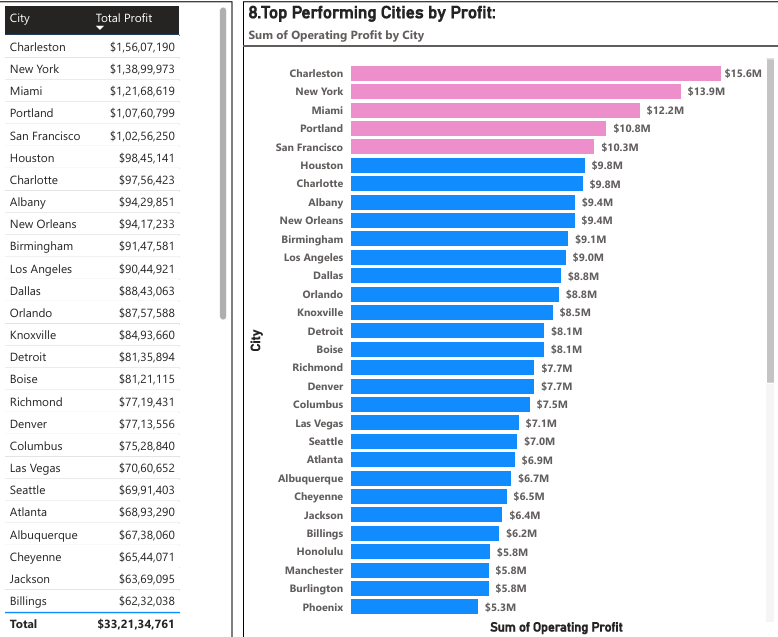 City Total Profit
Charleston $1,56,07,190
New York $1,38,99,973
Miami $1,21,68,619
Portland $1,07,60,799
San Francisco $1,02,56,250
Houston $98,45,141
Charlotte $97,56,423
Albany $94,29,851
New Orleans $94,17,233
Birmingham $91,47,581
Los Angeles $90,44,921
Dallas $88,43,063
Orlando $87,57,588
Knoxville $84,93,660
Detroit $81,35,894
Boise $81,21,115
Richmond $77,19,431
Denver $77,13,556
Columbus $75,28,840
Las Vegas $70,60,652
Seattle $69,91,403
Atlanta $68,93,290
Albuquerque $67,38,060
Cheyenne $65,44,071
Jackson $63,69,095
Billings $62,32,038
Total $33,21,34,761
8.Top Performing Cities by Profit:
Sum of Operating Profit by City
City
Charleston $15.6M
New York $13.9M
Miami $12.2M
Portland $10.8M
San Francisco $10.3M
Houston $9.8M
Charlotte $9.8M
Albany $9.4M
New Orleans $9.4M
Birmingham $9.1M
Los Angeles $9.0M
Dallas $8.8M
Orlando $8.8M
Knoxville $8.5M
Detroit $8.1M
Boise $8.1M
Richmond $7.7M
Denver $7.7M
Columbus $7.5M
Las Vegas $7.1M
Seattle $7.0M
Atlanta $6.9M
Albuquerque $6.7M
Cheyenne $6.5M
Jackson $6.4M
Billings $6.2M
Honolulu $5.8M
Manchester $5.8M
Burlington $5.8M
Phoenix $5.3M
Sum of Operating Profit